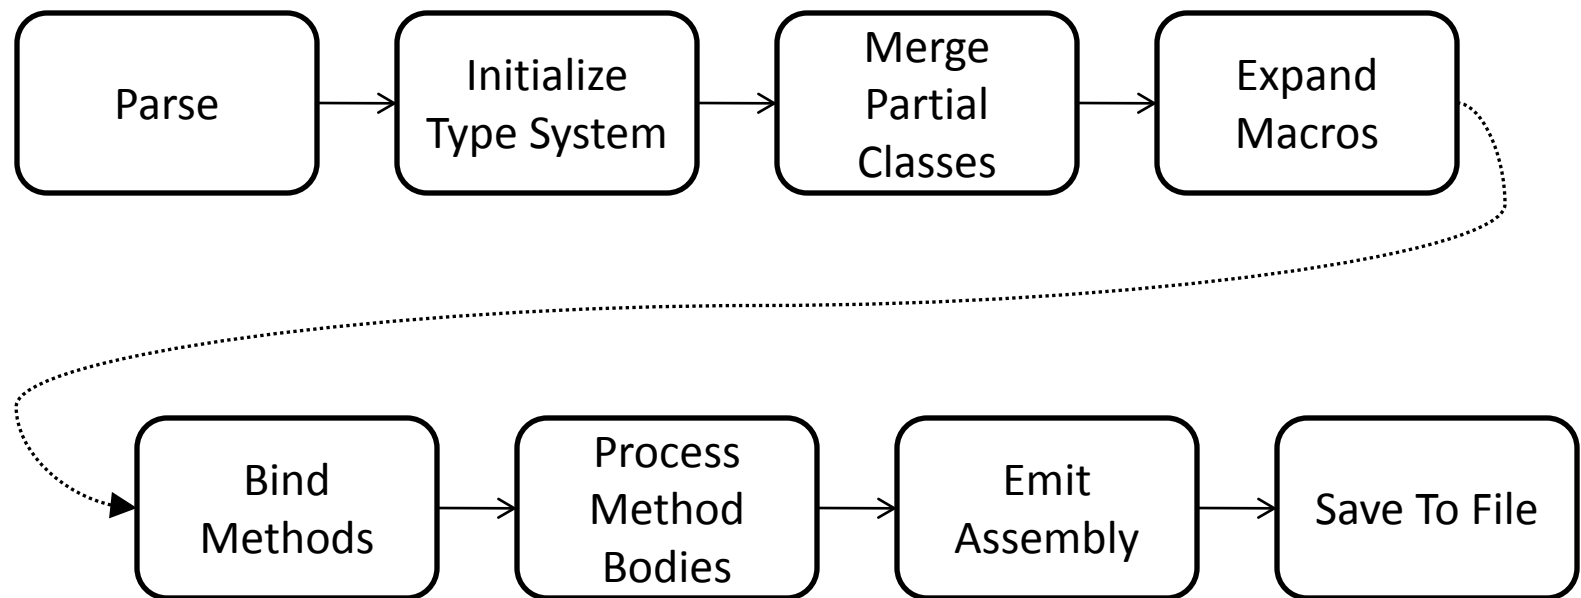 Parse
Initialize
Type System
Merge
Partial
Classes
Expand
Macros
Bind
Methods
Process
Method
Bodies
Emit
Assembly
Save To File